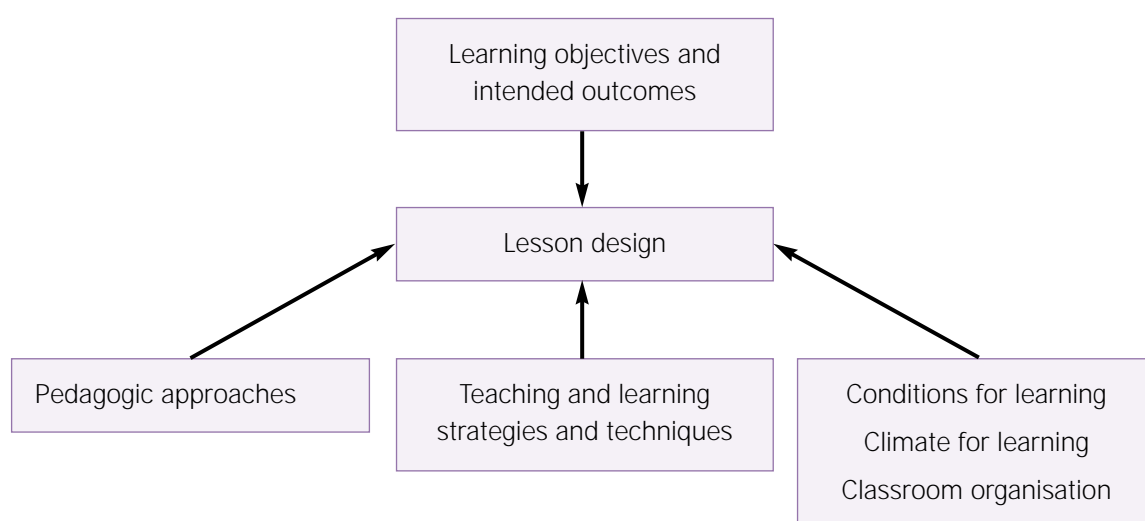 Learning objectives and
intended outcomes
Lesson design
Pedagogic approaches
Teaching and learning
strategies and techniques
Conditions for learning
Climate for learning
Classroom organisation